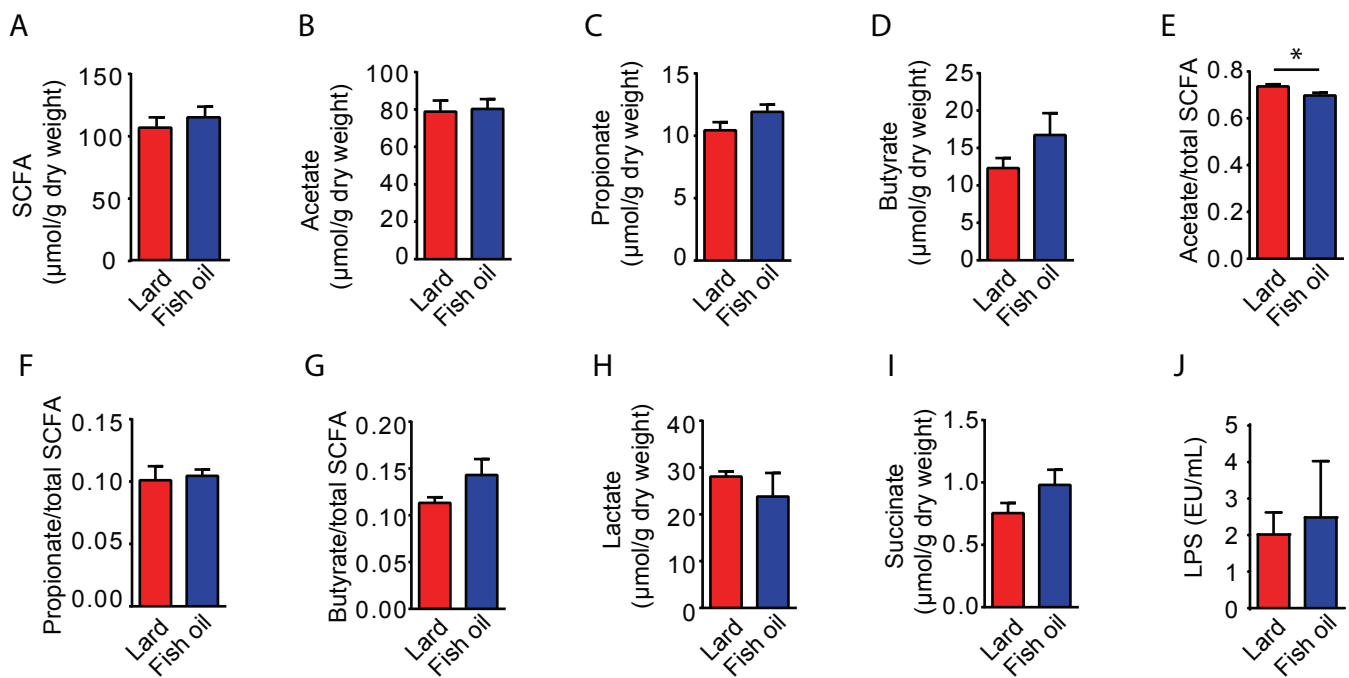 A
SCFA
(µmol/g dry weight)
150
100
50
0
Lard
Fish oil
B
Acetate
(µmol/g dry weight)
100
80
60
40
20
0
Lard
Fish oil
C
Propionate
(µmol/g dry weight)
15
10
5
0
Lard
Fish oil
D
Butyrate
(µmol/g dry weight)
25
20
15
10
5
0
Lard
Fish oil
E
Acetate/total SCFA
0.8
0.6
0.4
0.2
0.0
*
Lard
Fish oil
F
Propionate/total SCFA
0.15
0.10
0.05
0.00
Lard
Fish oil
G
Butyrate/total SCFA
0.20
0.15
0.10
0.05
0.00
Lard
Fish oil
H
Lactate
(µmol/g dry weight)
40
30
20
10
0
Lard
Fish oil
I
Succinate
(µmol/g dry weight)
1.5
1.0
0.5
0.0
Lard
Fish oil
J
LPS (EU/mL)
5
4
3
2
1
0
Lard
Fish oil